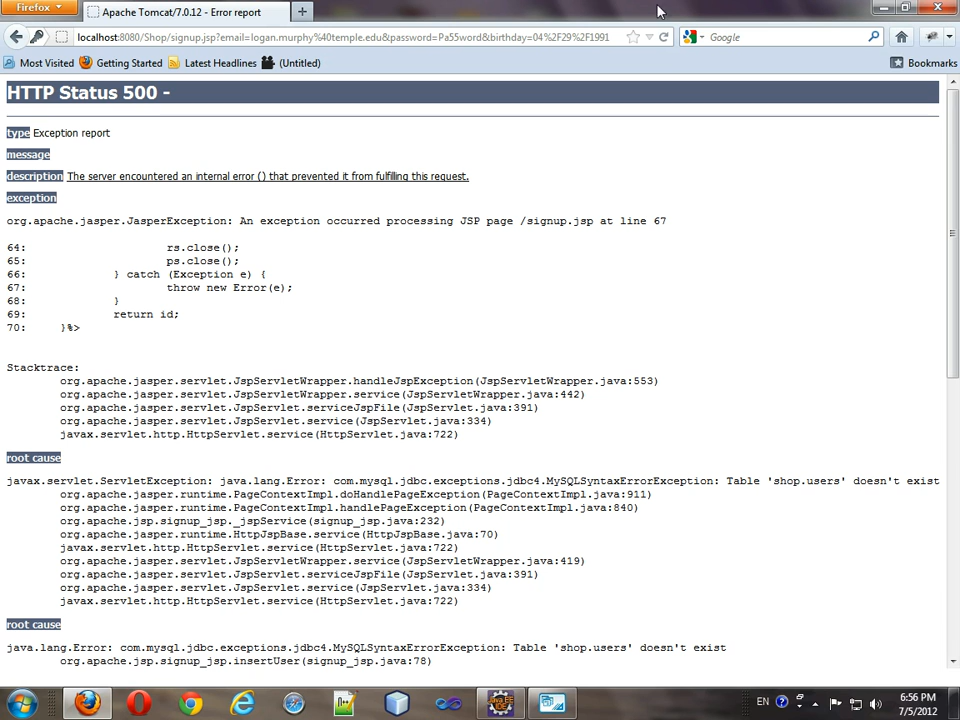 Firefox
Apache Tomcat/7.0.12 - Error report
localhost:8080/Shop/signup.jsp?email=logan.murphy%40temple.edu&password=Pa55word&birthday=04%2F29%2F1991
Google
Most Visited Getting Started Latest Headlines (Untitled) Bookmarks
HTTP Status 500 -
type Exception report
message
description The server encountered an internal error () that prevented it from fulfilling this request.
exception
org.apache.jasper.JasperException: An exception occurred processing JSP page /signup.jsp at line 67
64: rs.close();
65: ps.close();
66: } catch (Exception e) {
67: throw new Error(e);
68: }
69: return id;
70: }%>
Stacktrace:
org.apache.jasper.servlet.JspServletWrapper.handleJspException(JspServletWrapper.java:553)
org.apache.jasper.servlet.JspServletWrapper.service(JspServletWrapper.java:442)
org.apache.jasper.servlet.JspServlet.serviceJspFile(JspServlet.java:391)
org.apache.jasper.servlet.JspServlet.service(JspServlet.java:334)
javax.servlet.http.HttpServlet.service(HttpServlet.java:722)
root cause
javax.servlet.ServletException: java.lang.Error: com.mysql.jdbc.exceptions.jdbc4.MySQLSyntaxErrorException: Table 'shop.users' doesn't exist
org.apache.jasper.runtime.PageContextImpl.doHandlePageException(PageContextImpl.java:911)
org.apache.jasper.runtime.PageContextImpl.handlePageException(PageContextImpl.java:840)
org.apache.jsp.signup_jsp._jspService(signup_jsp.java:232)
org.apache.jasper.runtime.HttpJspBase.service(HttpJspBase.java:70)
javax.servlet.http.HttpServlet.service(HttpServlet.java:722)
org.apache.jasper.servlet.JspServletWrapper.service(JspServletWrapper.java:419)
org.apache.jasper.servlet.JspServlet.serviceJspFile(JspServlet.java:391)
org.apache.jasper.servlet.JspServlet.service(JspServlet.java:334)
javax.servlet.http.HttpServlet.service(HttpServlet.java:722)
root cause
java.lang.Error: com.mysql.jdbc.exceptions.jdbc4.MySQLSyntaxErrorException: Table 'shop.users' doesn't exist
org.apache.jsp.signup_jsp.insertUser(signup_jsp.java:78)
EN
6:56 PM
7/5/2012